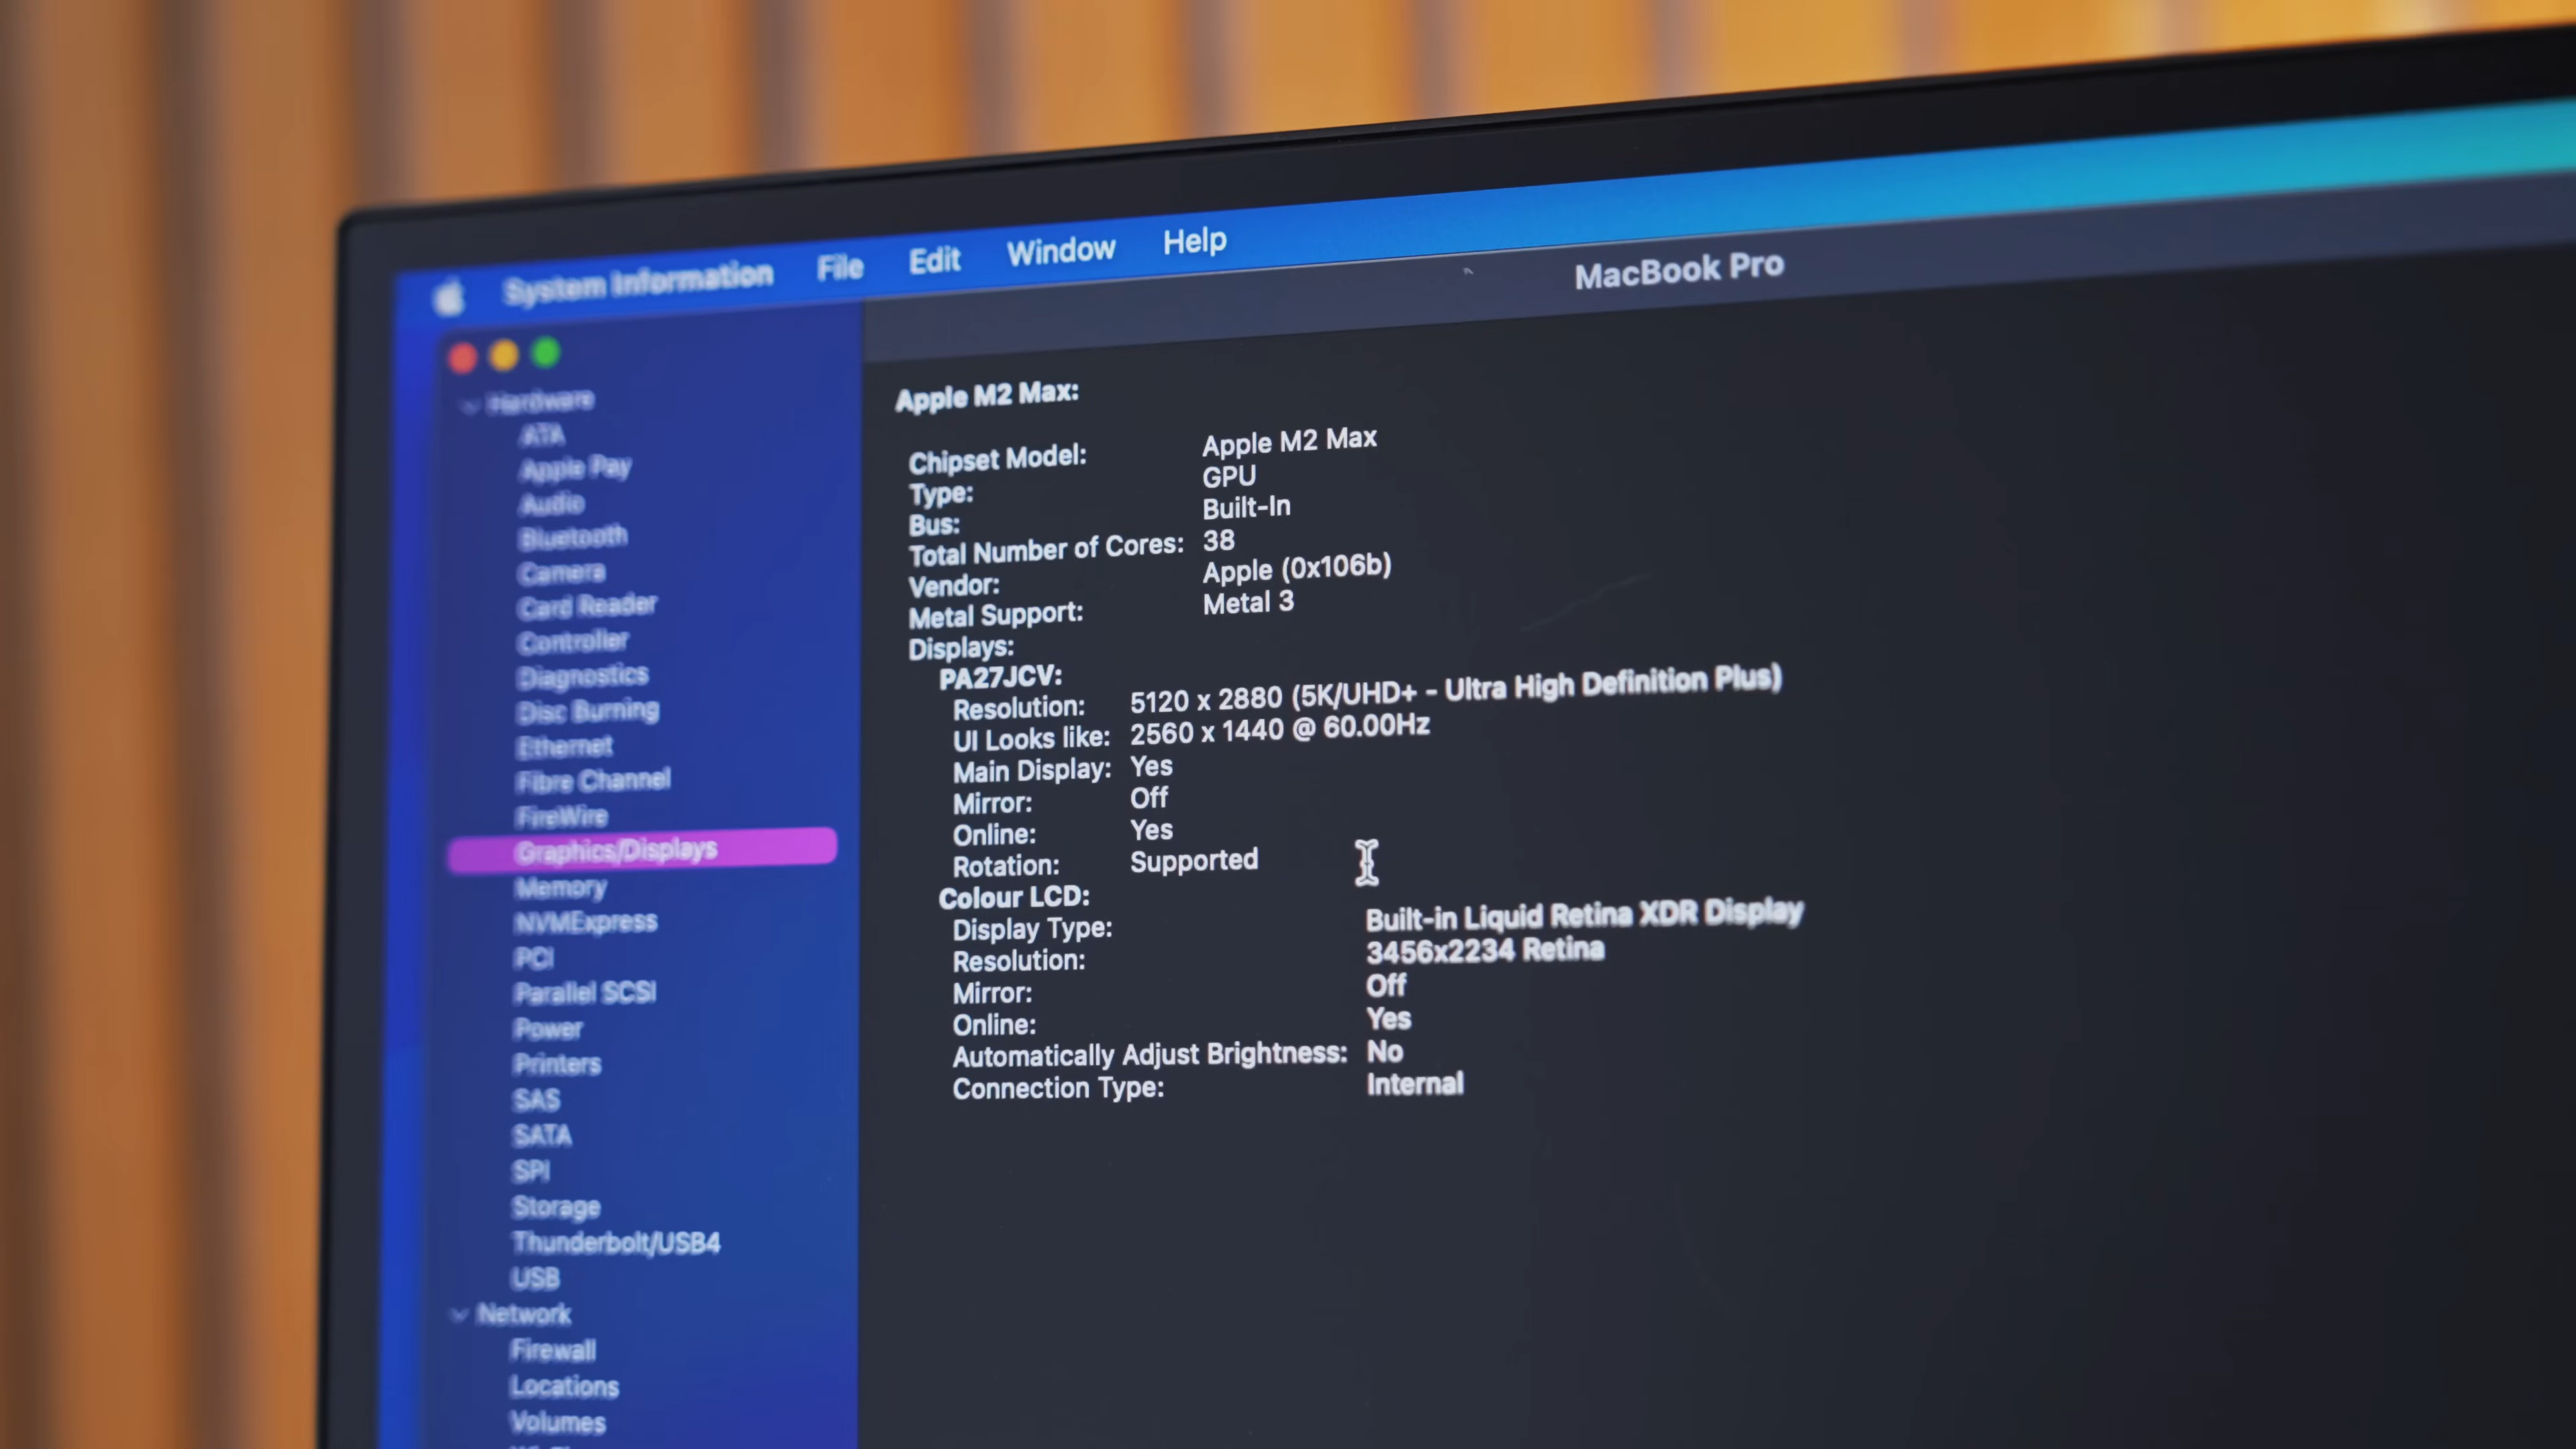 System Information File Edit Window Help
MacBook Pro
Hardware
ATA
Apple Pay
Audio
Bluetooth
Camera
Card Reader
Controller
Diagnostics
Disc Burning
Ethernet
Fibre Channel
FireWire
Graphics/Displays
Memory
NVMExpress
PCI
Parallel SCSI
Power
Printers
SAS
SATA
SPI
Storage
Thunderbolt/USB4
USB
Network
Firewall
Locations
Volumes
Apple M2 Max:
Chipset Model: Apple M2 Max
Type: GPU
Bus: Built-In
Total Number of Cores: 38
Vendor: Apple (0x106b)
Metal Support: Metal 3
Displays:
PA27JCV:
Resolution: 5120 x 2880 (5K/UHD+ - Ultra High Definition Plus)
UI Looks like: 2560 x 1440 @ 60.00Hz
Main Display: Yes
Mirror: Off
Online: Yes
Rotation: Supported
Colour LCD:
Display Type: Built-in Liquid Retina XDR Display
Resolution: 3456x2234 Retina
Mirror: Off
Online: Yes
Automatically Adjust Brightness: No
Connection Type: Internal